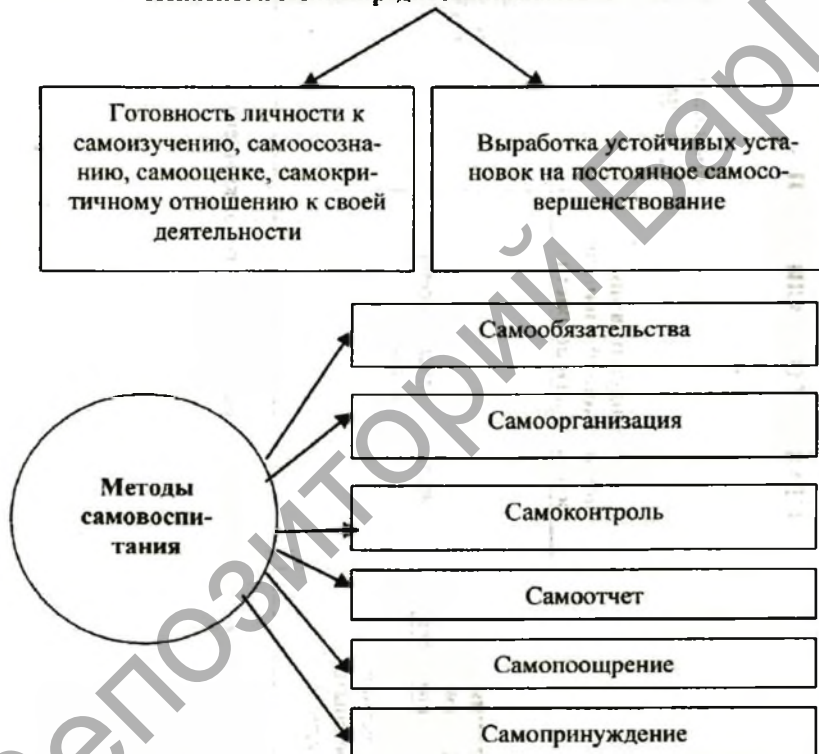 Готовность личности к
самоизучению, самоосозна-
нию, самооценке, самокри-
тичному отношению к своей
деятельности
Выработка устойчивых уста-
новок на постоянное самосо-
вершенствование
Методы
самовоспи-
тания
Самообязательства
Самоорганизация
Самоконтроль
Самоотчет
Самопоощрение
Самопринуждение